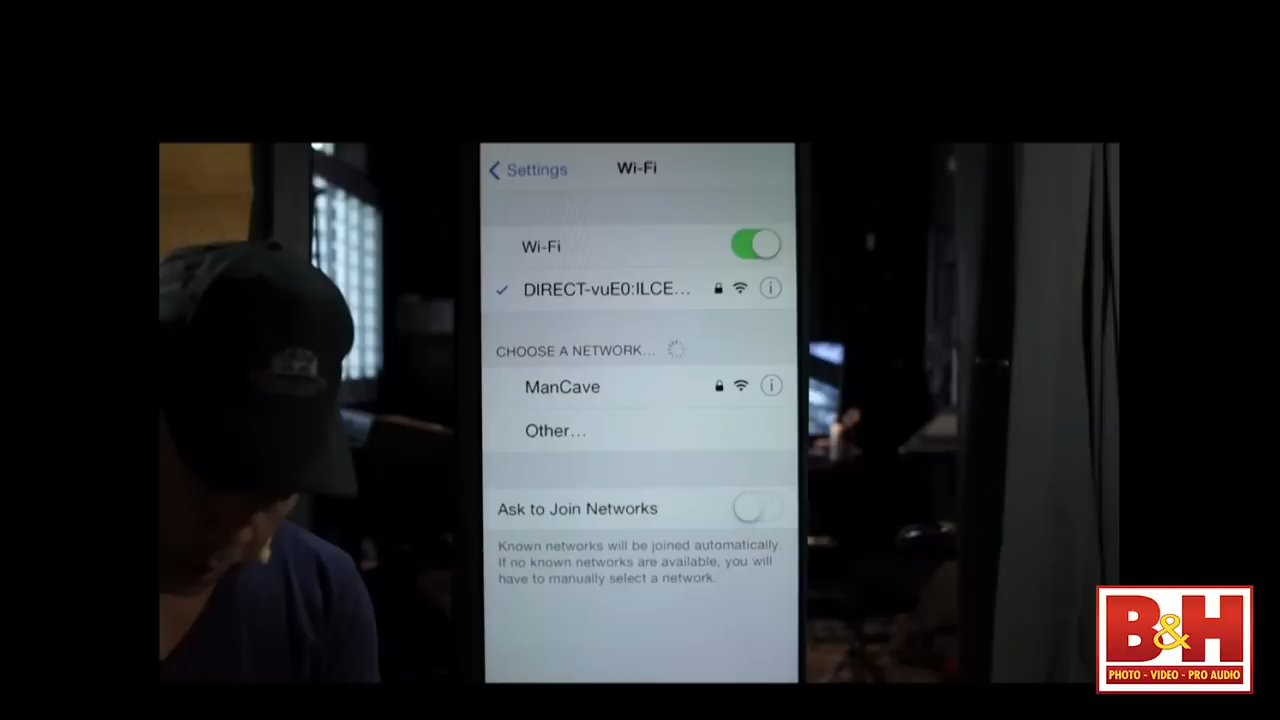 Settings
Wi-Fi
Wi-Fi
DIRECT-vuE0:ILCE...
CHOOSE A NETWORK...
ManCave
Other...
Ask to Join Networks
Known networks will be joined automatically.
If no known networks are available, you will
have to manually select a network.
B&H
PHOTO - VIDEO - PRO AUDIO